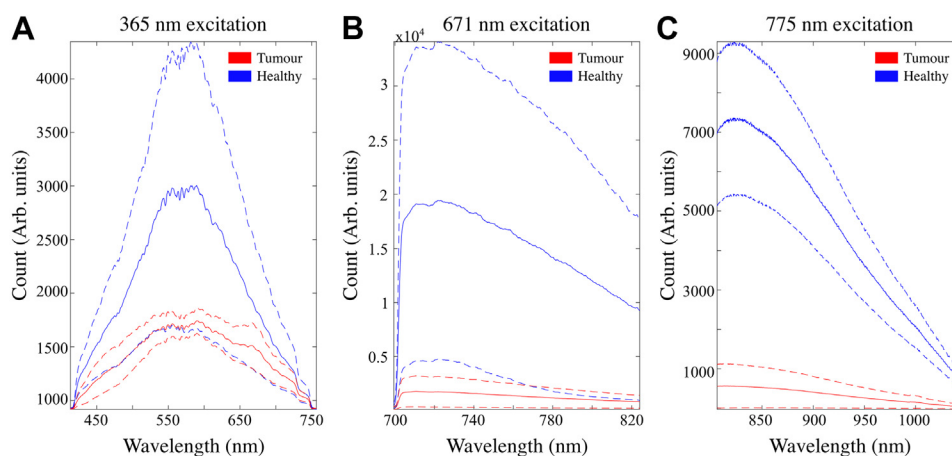 A
365 nm excitation
Tumour
Healthy
4000
3000
2000
1500
1000
450
550
650
750
Count (Arb. units)
Wavelength (nm)
B
671 nm excitation
x10⁴
Tumour
Healthy
3
2.5
2
1.5
1
0.5
700
740
780
820
Count (Arb. units)
Wavelength (nm)
C
775 nm excitation
Tumour
Healthy
9000
7000
5000
3000
1000
850
900
950
1000
Count (Arb. units)
Wavelength (nm)